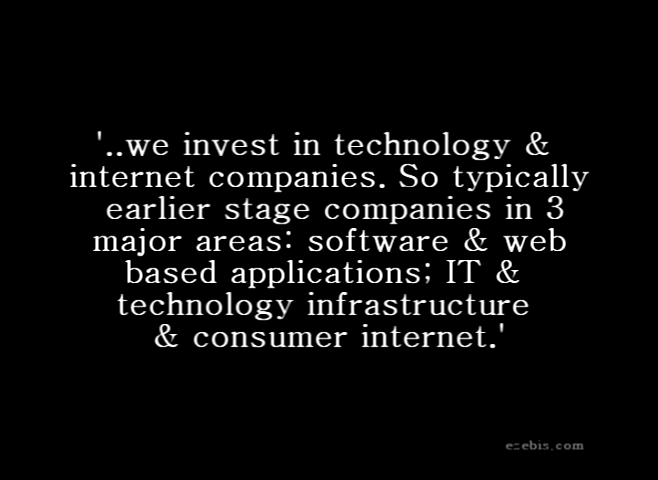 '..we invest in technology &
internet companies. So typically
earlier stage companies in 3
major areas: software & web
based applications; IT &
technology infrastructure
& consumer internet.'
ezebis.com